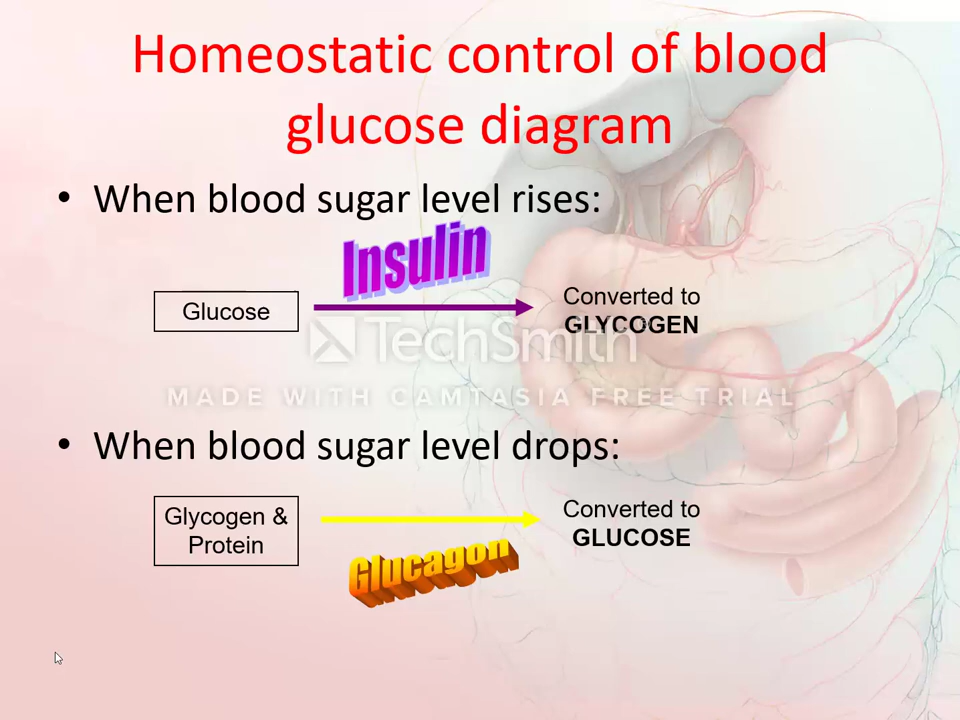 Homeostatic control of blood
glucose diagram
• When blood sugar level rises:
Insulin
Glucose
Converted to
GLYCOGEN
TechSmith
MADE WITH CAMTASIA FREE TRIAL
• When blood sugar level drops:
Glycogen &
Protein
Converted to
GLUCOSE
Glucagon